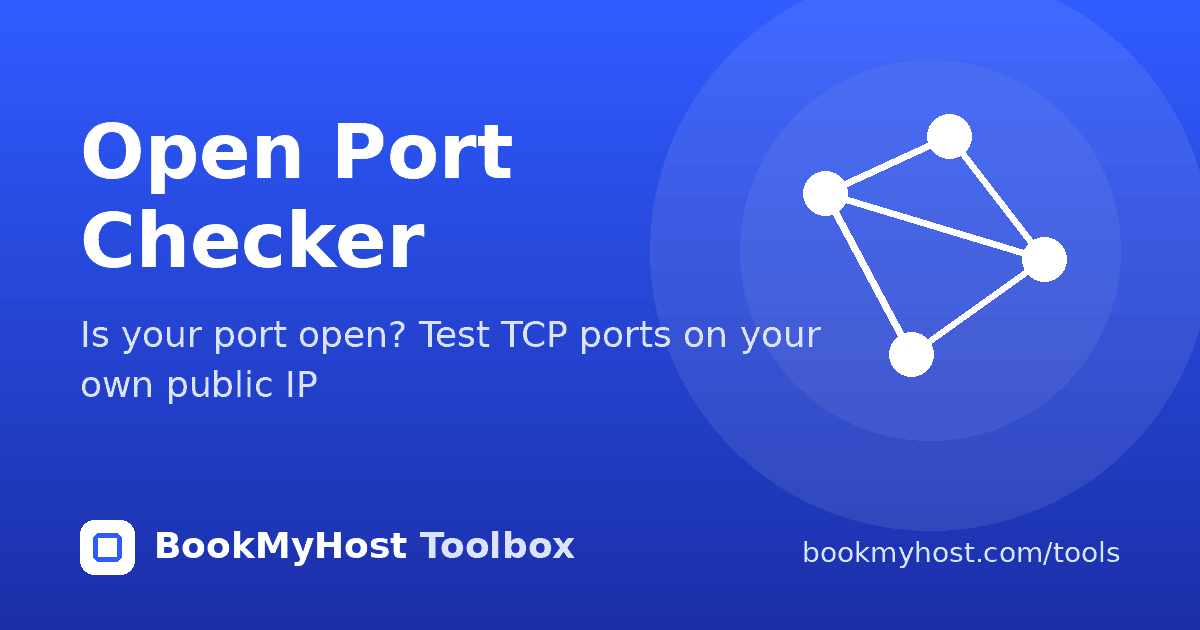 Open Port
Checker
Is your port open? Test TCP ports on your
own public IP
BookMyHost Toolbox
bookmyhost.com/tools